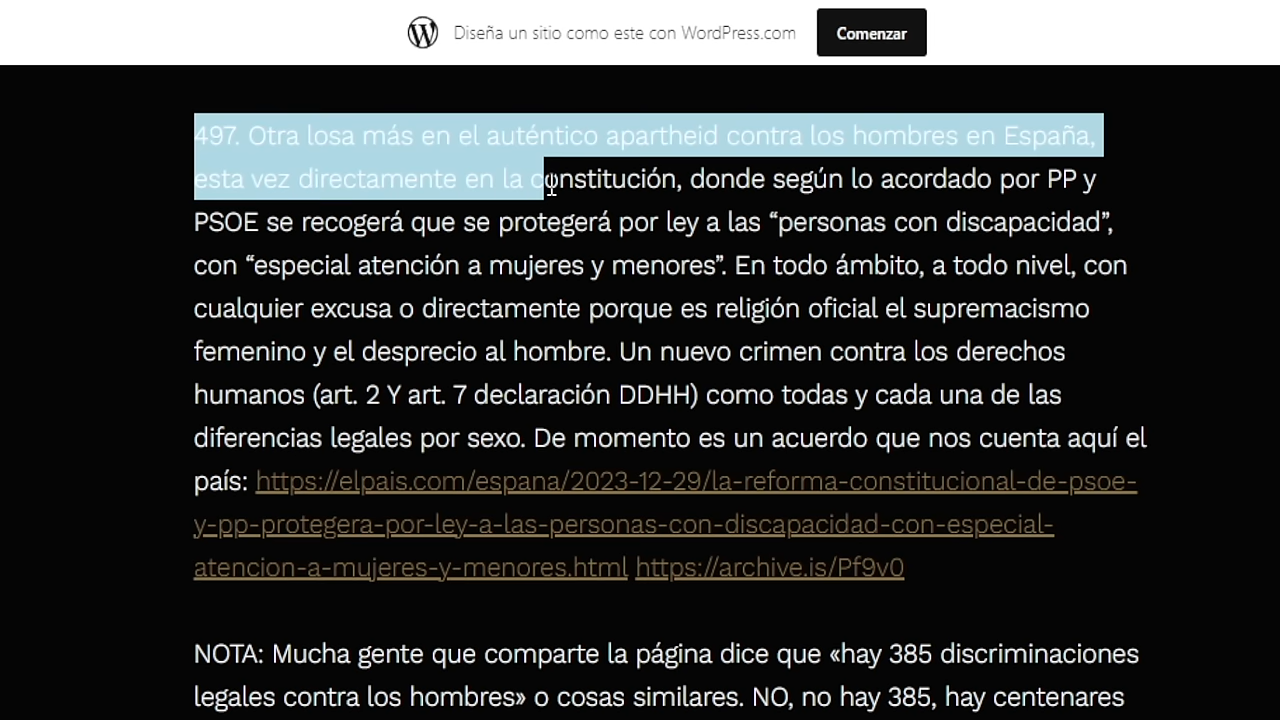 Diseña un sitio como este con WordPress.com
Comenzar
497. Otra losa más en el auténtico apartheid contra los hombres en España,
esta vez directamente en la constitución, donde según lo acordado por PP y
PSOE se recogerá que se protegerá por ley a las “personas con discapacidad”,
con “especial atención a mujeres y menores”. En todo ámbito, a todo nivel, con
cualquier excusa o directamente porque es religión oficial el supremacismo
femenino y el desprecio al hombre. Un nuevo crimen contra los derechos
humanos (art. 2 Y art. 7 declaración DDHH) como todas y cada una de las
diferencias legales por sexo. De momento es un acuerdo que nos cuenta aquí el
país: https://elpais.com/espana/2023-12-29/la-reforma-constitucional-de-psoe-
y-pp-protegera-por-ley-a-las-personas-con-discapacidad-con-especial-
atencion-a-mujeres-y-menores.html https://archive.is/Pf9v0
NOTA: Mucha gente que comparte la página dice que «hay 385 discriminaciones
legales contra los hombres» o cosas similares. NO, no hay 385, hay centenares